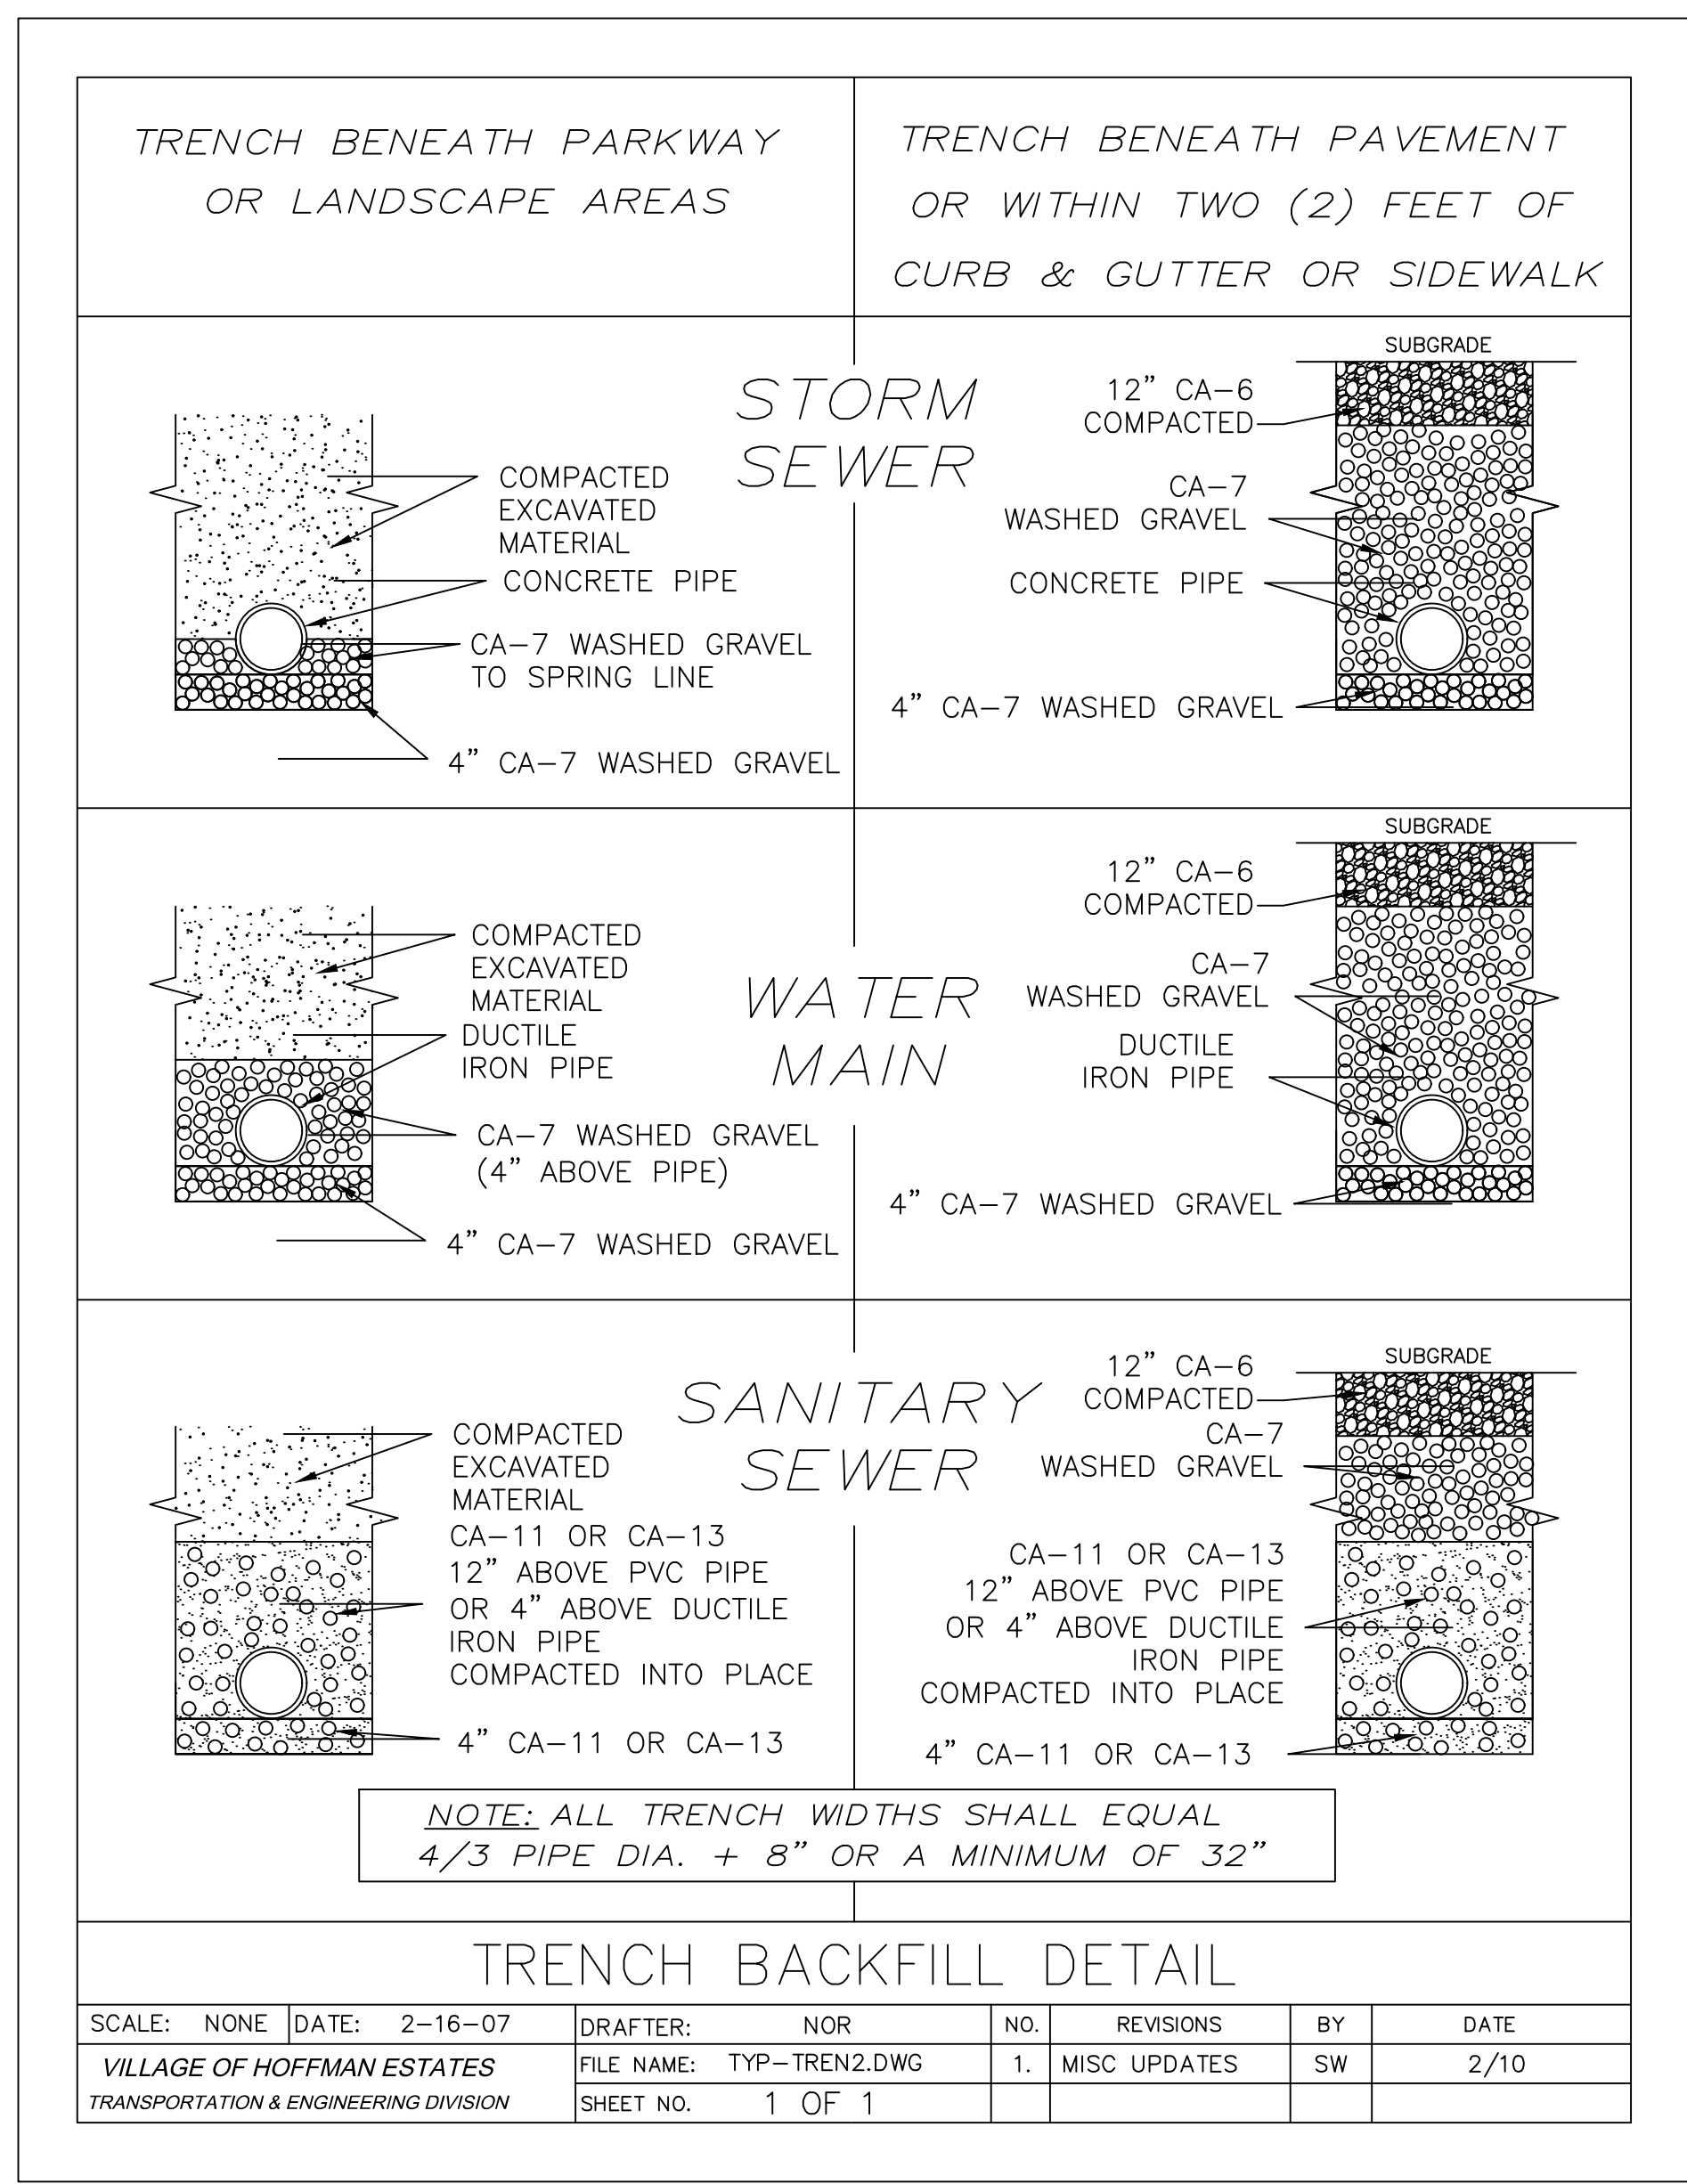 TRENCH BENEATH PARKWAY
OR LANDSCAPE AREAS
TRENCH BENEATH PAVEMENT
OR WITHIN TWO (2) FEET OF
CURB & GUTTER OR SIDEWALK
STORM
SEWER
COMPACTED
EXCAVATED
MATERIAL
CONCRETE PIPE
CA-7 WASHED GRAVEL
TO SPRING LINE
4" CA-7 WASHED GRAVEL
SUBGRADE
12" CA-6
COMPACTED
CA-7
WASHED GRAVEL
CONCRETE PIPE
4" CA-7 WASHED GRAVEL
WATER
MAIN
COMPACTED
EXCAVATED
MATERIAL
DUCTILE
IRON PIPE
CA-7 WASHED GRAVEL
(4" ABOVE PIPE)
4" CA-7 WASHED GRAVEL
SUBGRADE
12" CA-6
COMPACTED
CA-7
WASHED GRAVEL
DUCTILE
IRON PIPE
4" CA-7 WASHED GRAVEL
SANITARY
SEWER
COMPACTED
EXCAVATED
MATERIAL
CA-11 OR CA-13
12" ABOVE PVC PIPE
OR 4" ABOVE DUCTILE
IRON PIPE
COMPACTED INTO PLACE
4" CA-11 OR CA-13
SUBGRADE
12" CA-6
COMPACTED
CA-7
WASHED GRAVEL
CA-11 OR CA-13
12" ABOVE PVC PIPE
OR 4" ABOVE DUCTILE
IRON PIPE
COMPACTED INTO PLACE
4" CA-11 OR CA-13
NOTE: ALL TRENCH WIDTHS SHALL EQUAL
4/3 PIPE DIA. + 8" OR A MINIMUM OF 32"
TRENCH BACKFILL DETAIL
SCALE: NONE DATE: 2-16-07 DRAFTER: NOR NO. REVISIONS BY DATE
VILLAGE OF HOFFMAN ESTATES FILE NAME: TYP-TREN2.DWG 1. MISC UPDATES SW 2/10
TRANSPORTATION & ENGINEERING DIVISION SHEET NO. 1 OF 1